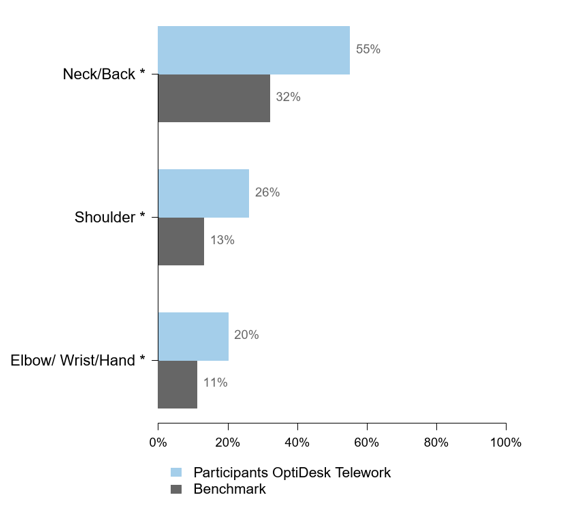 55%
Neck/Back *
32%
26%
Shoulder *
13%
20%
Elbow/ Wrist/Hand *
11%
0% 20% 40% 60% 80% 100%
Participants OptiDesk Telework
Benchmark